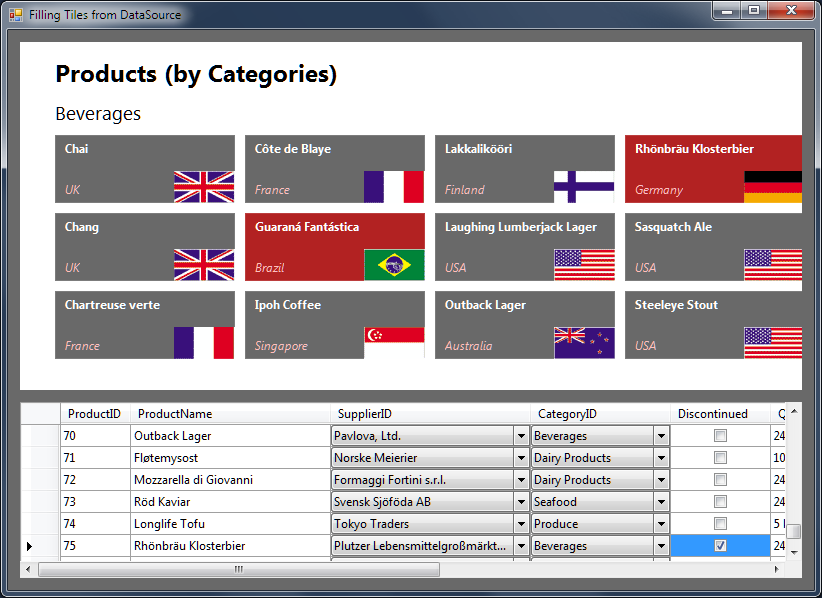 Filling Tiles from DataSource
Products (by Categories)
Beverages
Chai Côte de Blaye Lakkalikööri Rhönbräu Klosterbier
UK France Finland Germany
Chang Guaraná Fantástica Laughing Lumberjack Lager Sasquatch Ale
UK Brazil USA USA
Chartreuse verte Ipoh Coffee Outback Lager Steeleye Stout
France Singapore Australia USA
ProductID ProductName SupplierID CategoryID Discontinued Q
70 Outback Lager Pavlova, Ltd. Beverages 24
71 Fløtemysost Norske Meierier Dairy Products 10
72 Mozzarella di Giovanni Formaggi Fortini s.r.l. Dairy Products 24
73 Röd Kaviar Svensk Sjöföda AB Seafood 24
74 Longlife Tofu Tokyo Traders Produce 5
75 Rhönbräu Klosterbier Plutzer Lebensmittelgroßmärkt... Beverages 24